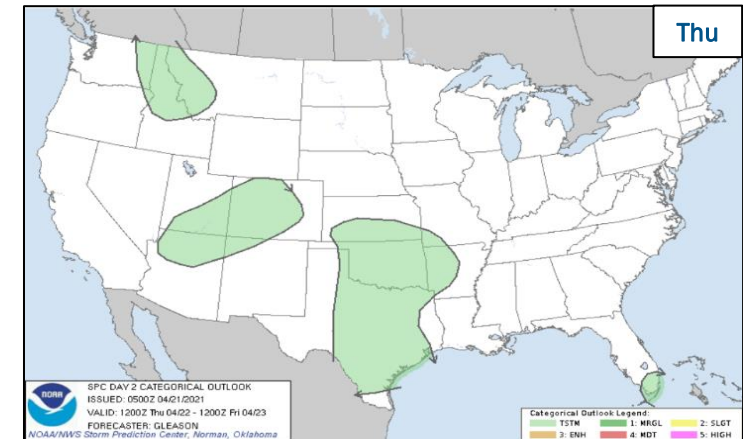 Thu
SPC DAY 2 CATEGORICAL OUTLOOK
ISSUED: 0500Z 04/21/2021
VALID: 1200Z Thu 04/22 - 1200Z Fri 04/23
FORECASTER: GLEASON
NOAA/NWS Storm Prediction Center, Norman, Oklahoma
NOAA
Categorical Outlook Legend:
TSTM 1: MRGL 2: SLGT
3: ENH 4: MDT 5: HIGH